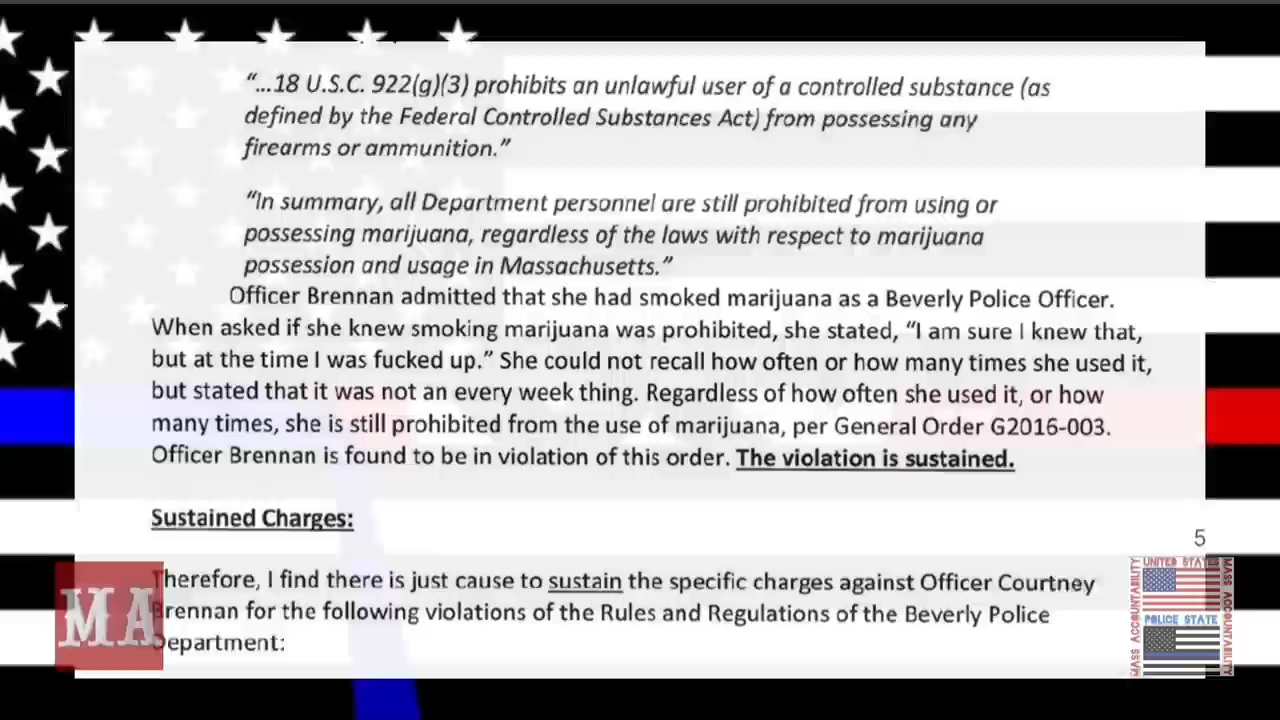 “...18 U.S.C. 922(g)(3) prohibits an unlawful user of a controlled substance (as
defined by the Federal Controlled Substances Act) from possessing any
firearms or ammunition.”
“In summary, all Department personnel are still prohibited from using or
possessing marijuana, regardless of the laws with respect to marijuana
possession and usage in Massachusetts.”
Officer Brennan admitted that she had smoked marijuana as a Beverly Police Officer.
When asked if she knew smoking marijuana was prohibited, she stated, “I am sure I knew that,
but at the time I was fucked up.” She could not recall how often or how many times she used it,
but stated that it was not an every week thing. Regardless of how often she used it, or how
many times, she is still prohibited from the use of marijuana, per General Order G2016-003.
Officer Brennan is found to be in violation of this order. The violation is sustained.
Sustained Charges:
5
Therefore, I find there is just cause to sustain the specific charges against Officer Courtney
Brennan for the following violations of the Rules and Regulations of the Beverly Police
Department:
MA
UNITED STATE
MASS ACCOUNTABILITY
POLICE STATE
MASS ACCOUNTABILITY